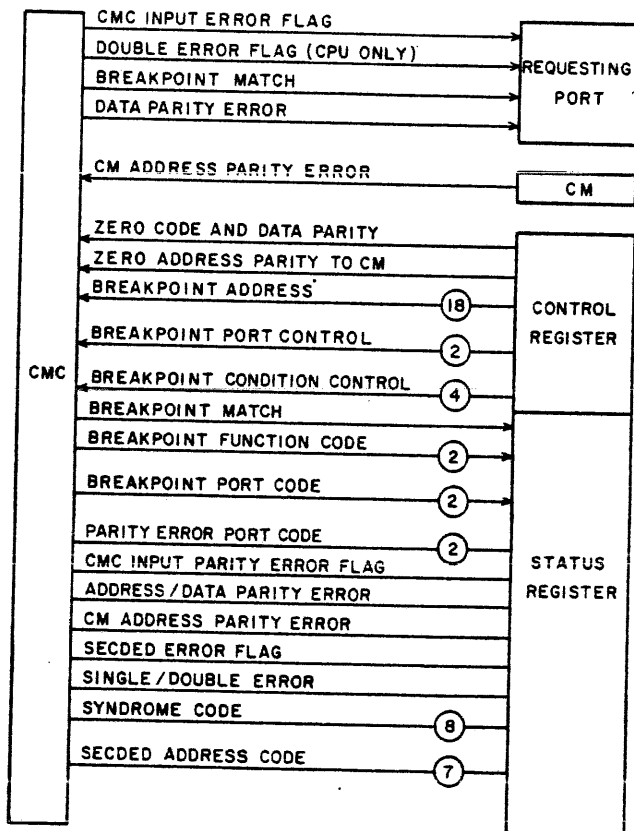 CMC INPUT ERROR FLAG
DOUBLE ERROR FLAG (CPU ONLY)
BREAKPOINT MATCH
DATA PARITY ERROR
REQUESTING
PORT
CM ADDRESS PARITY ERROR
CM
ZERO CODE AND DATA PARITY
ZERO ADDRESS PARITY TO CM
BREAKPOINT ADDRESS
18
BREAKPOINT PORT CONTROL
2
BREAKPOINT CONDITION CONTROL
4
CONTROL
REGISTER
CMC
BREAKPOINT MATCH
BREAKPOINT FUNCTION CODE
2
BREAKPOINT PORT CODE
2
PARITY ERROR PORT CODE
2
CMC INPUT PARITY ERROR FLAG
ADDRESS/DATA PARITY ERROR
CM ADDRESS PARITY ERROR
SECDED ERROR FLAG
SINGLE/DOUBLE ERROR
SYNDROME CODE
8
SECDED ADDRESS CODE
7
STATUS
REGISTER